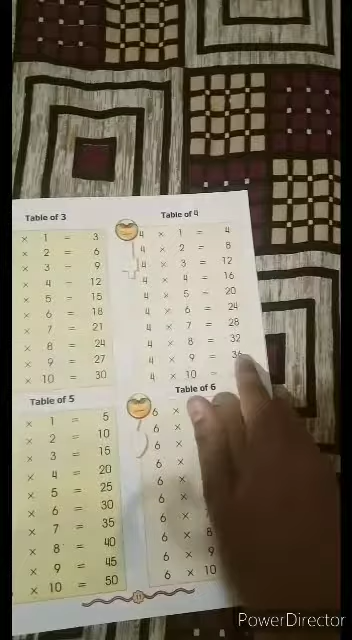 Table of 3
× 1 = 3
× 2 = 6
× 3 = 9
× 4 = 12
× 5 = 15
× 6 = 18
× 7 = 21
× 8 = 24
× 9 = 27
× 10 = 30
Table of 4
4 × 1 = 4
4 × 2 = 8
4 × 3 = 12
4 × 4 = 16
4 × 5 = 20
4 × 6 = 24
4 × 7 = 28
4 × 8 = 32
4 × 9 = 36
4 × 10 =
Table of 5
× 1 = 5
× 2 = 10
× 3 = 15
× 4 = 20
× 5 = 25
× 6 = 30
× 7 = 35
× 8 = 40
× 9 = 45
× 10 = 50
Table of 6
6 ×
6 ×
6 ×
6 ×
6 ×
6 ×
6 × 7
6 × 8
6 × 9
6 × 10
PowerDirector